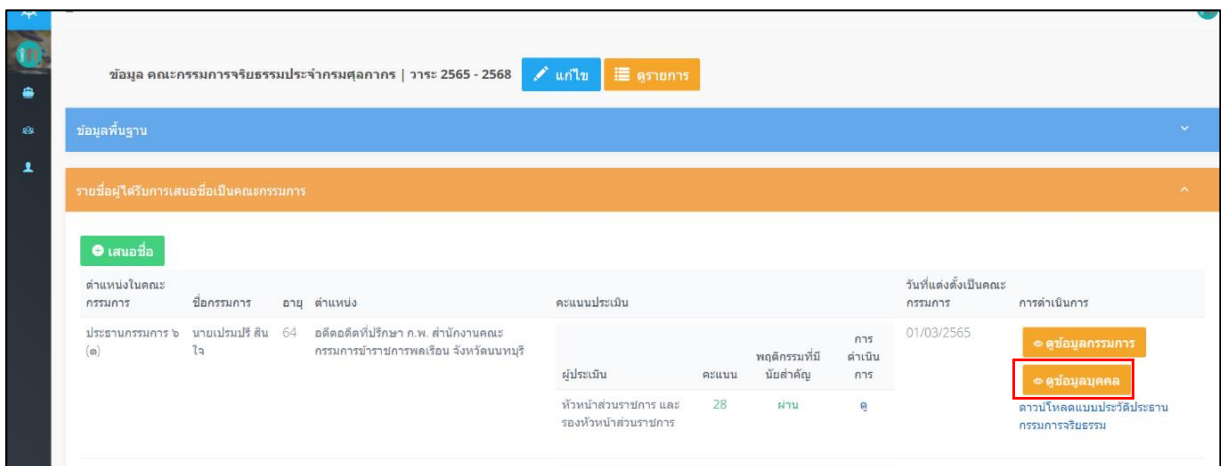 ข้อมูล คณะกรรมการจริยธรรมประจำกรมศุลกากร | วาระ 2565 - 2568 แก้ไข ดูรายการ
ข้อมูลพื้นฐาน
รายชื่อผู้ได้รับการเสนอชื่อเป็นคณะกรรมการ
เสนอชื่อ
ตำแหน่งในคณะ
กรรมการ
ชื่อกรรมการ
อายุ
ตำแหน่ง
คะแนนประเมิน
วันที่แต่งตั้งเป็นคณะ
กรรมการ
การดำเนินการ
ประธานกรรมการ ๖
(๑)
นายเปรมปรี สิน
ใจ
64
อดีตอดีตที่ปรึกษา ก.พ. สำนักงานคณะ
กรรมการข้าราชการพลเรือน จังหวัดนนทบุรี
ผู้ประเมิน
คะแนน
พฤติกรรมที่มี
นัยสำคัญ
การ
ดำเนิน
การ
หัวหน้าส่วนราชการ และ
รองหัวหน้าส่วนราชการ
28
ผ่าน
ดู
01/03/2565
ดูข้อมูลกรรมการ
ดูข้อมูลบุคคล
ดาวน์โหลดแบบประวัติประธาน
กรรมการจริยธรรม